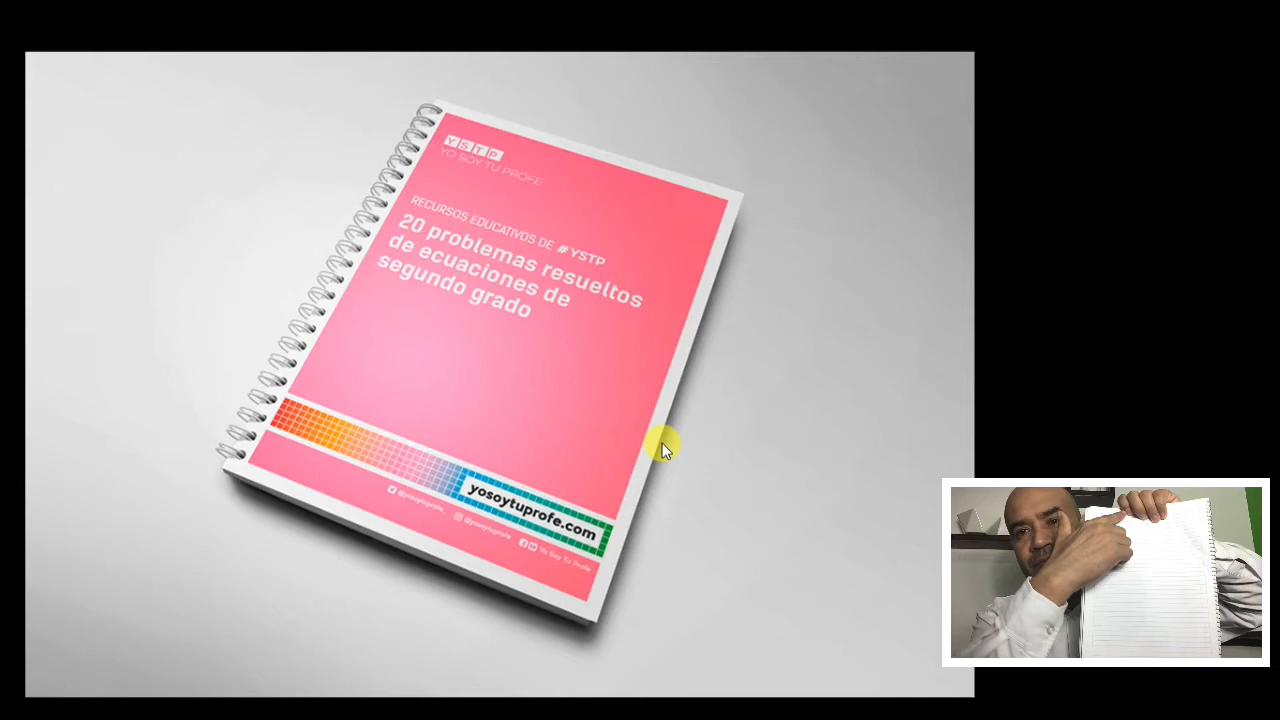 YSTP
YO SOY TU PROFE
RECURSOS EDUCATIVOS DE #YSTP
20 problemas resueltos
de ecuaciones de
segundo grado
yosoytuprofe.com
@yosoytuprofe_
@yosoytuprofe
Yo Soy Tu Profe